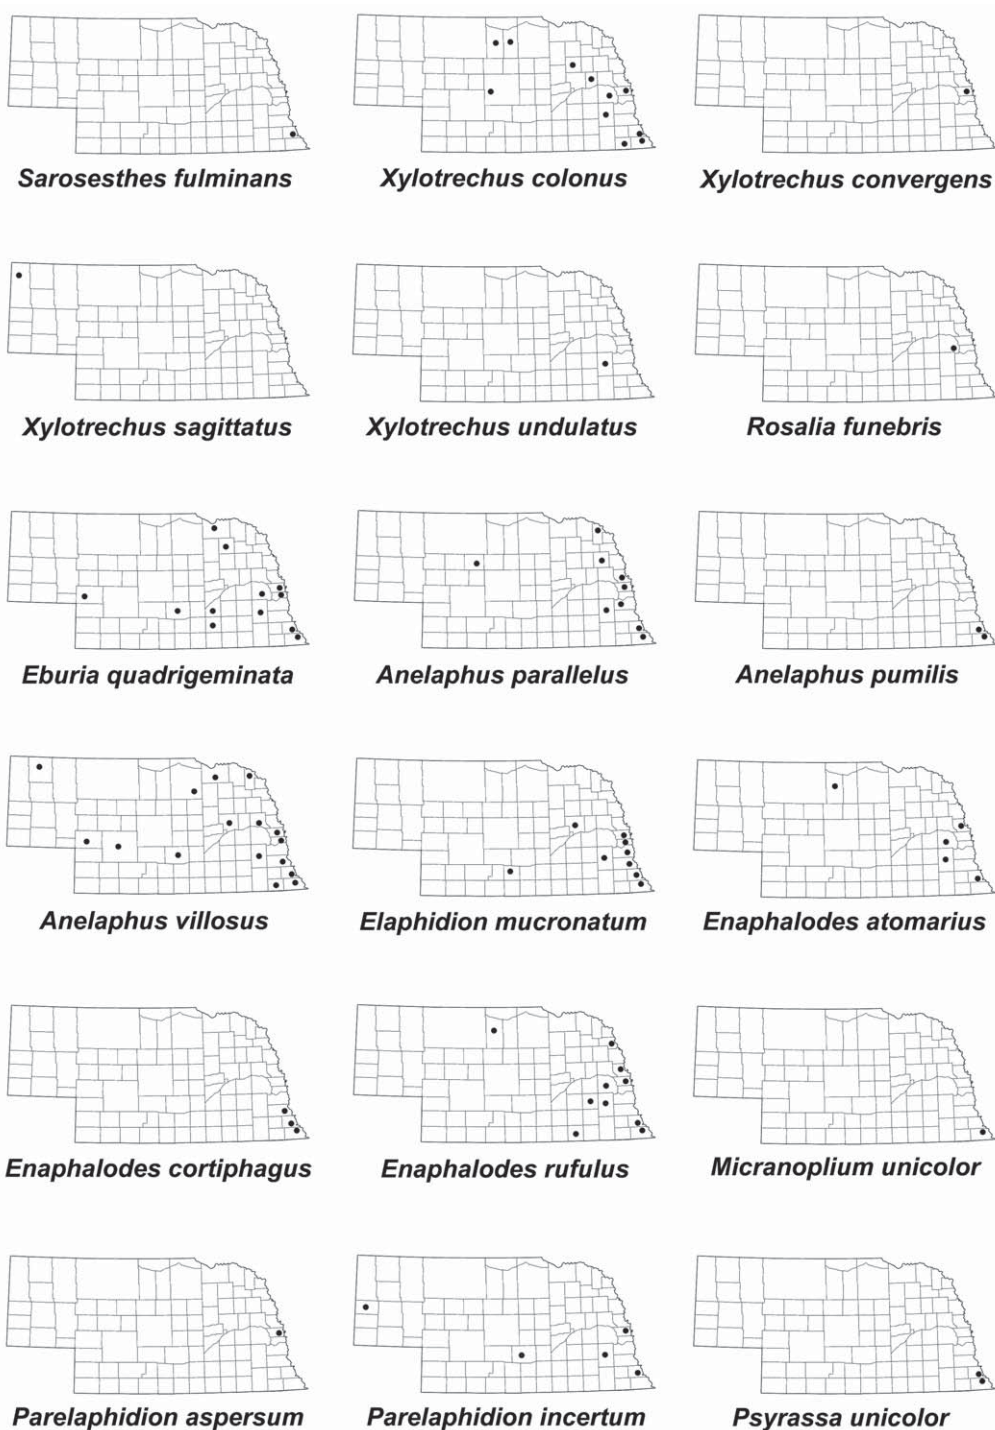 Sarosesthes fulminans
Xylotrechus colonus
Xylotrechus convergens
Xylotrechus sagittatus
Xylotrechus undulatus
Rosalia funebris
Eburia quadrigeminata
Anelaphus parallelus
Anelaphus pumilis
Anelaphus villosus
Elaphidion mucronatum
Enaphalodes atomarius
Enaphalodes cortiphagus
Enaphalodes rufulus
Micranoplium unicolor
Parelaphidion aspersum
Parelaphidion incertum
Psyrassa unicolor